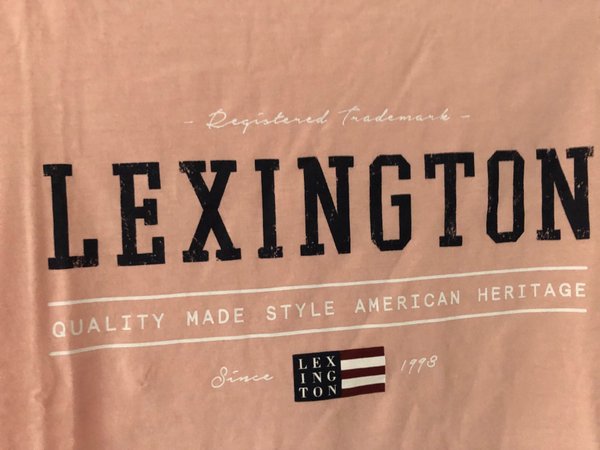 - Registered Trademark -
LEXINGTON
QUALITY MADE STYLE AMERICAN HERITAGE
Since LEX 1998
ING
TON